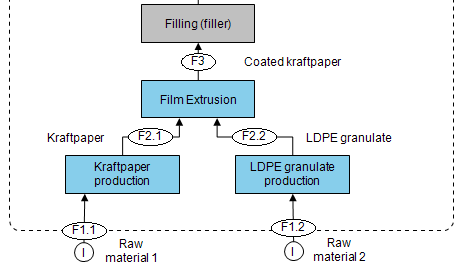 Filling (filler)
F3
Coated kraftpaper
Film Extrusion
Kraftpaper
F2.1
F2.2
LDPE granulate
Kraftpaper
production
LDPE granulate
production
F1.1
F1.2
I
Raw
material 1
I
Raw
material 2